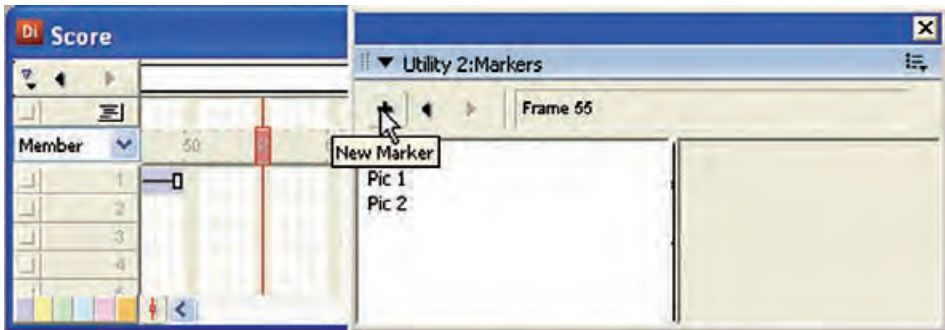 Di Score
Utility 2:Markers
Frame 55
Member
50
New Marker
Pic 1
Pic 2
1
2
3
4